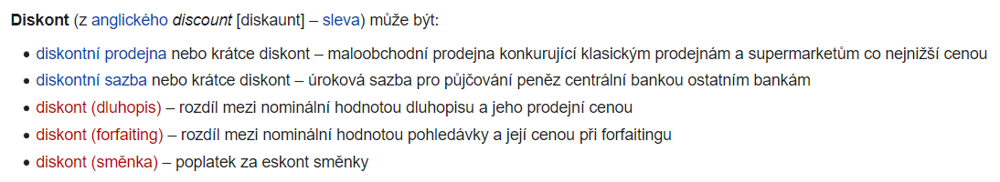 Diskont (z anglického discount [diskaunt] – sleva) může být:
diskontní prodejna nebo krátce diskont – maloobchodní prodejna konkurující klasickým prodejnám a supermarketům co nejnižší cenou
diskontní sazba nebo krátce diskont – úroková sazba pro půjčování peněz centrální bankou ostatním bankám
diskont (dluhopis) – rozdíl mezi nominální hodnotou dluhopisu a jeho prodejní cenou
diskont (forfaiting) – rozdíl mezi nominální hodnotou pohledávky a její cenou při forfaitingu
diskont (směnka) – poplatek za eskont směnky